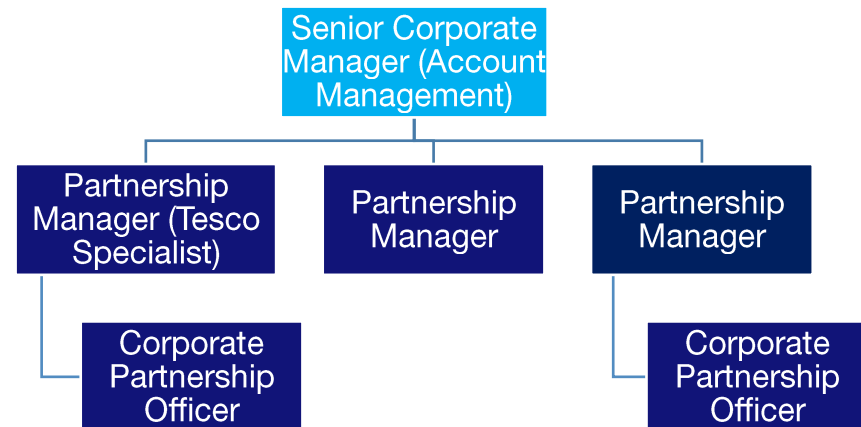 Senior Corporate
Manager (Account
Management)
Partnership
Manager (Tesco
Specialist)
Partnership
Manager
Partnership
Manager
Corporate
Partnership
Officer
Corporate
Partnership
Officer